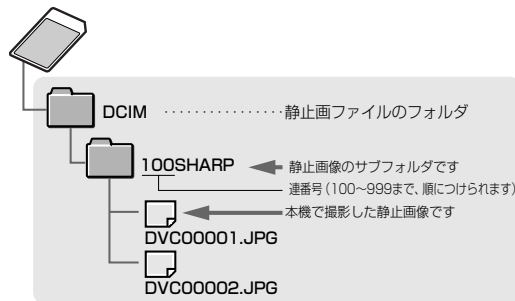 DCIM ・・・・・・・・・・・・・・・静止画ファイルのフォルダ
100SHARP 静止画像のサブフォルダです
連番号(100~999まで、順につけられます)
本機で撮影した静止画像です
DVC00001.JPG
DVC00002.JPG